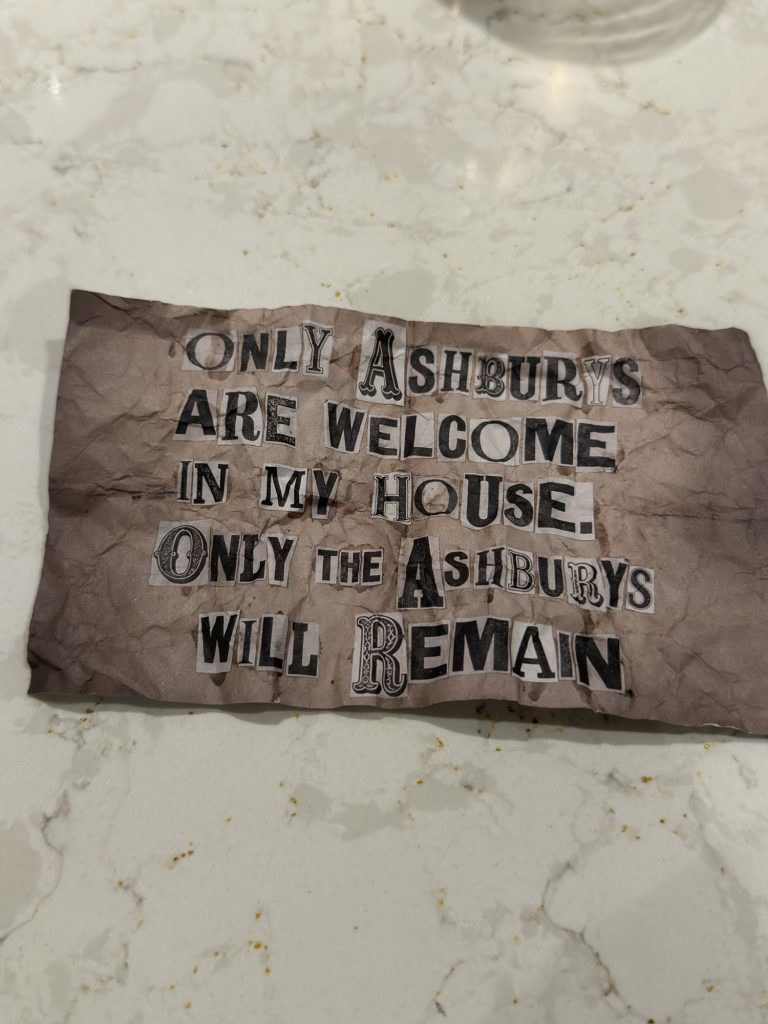 ONLY ASHBURYS
ARE WELCOME
IN MY HOUSE.
ONLY THE ASHBURYS
WILL REMAIN